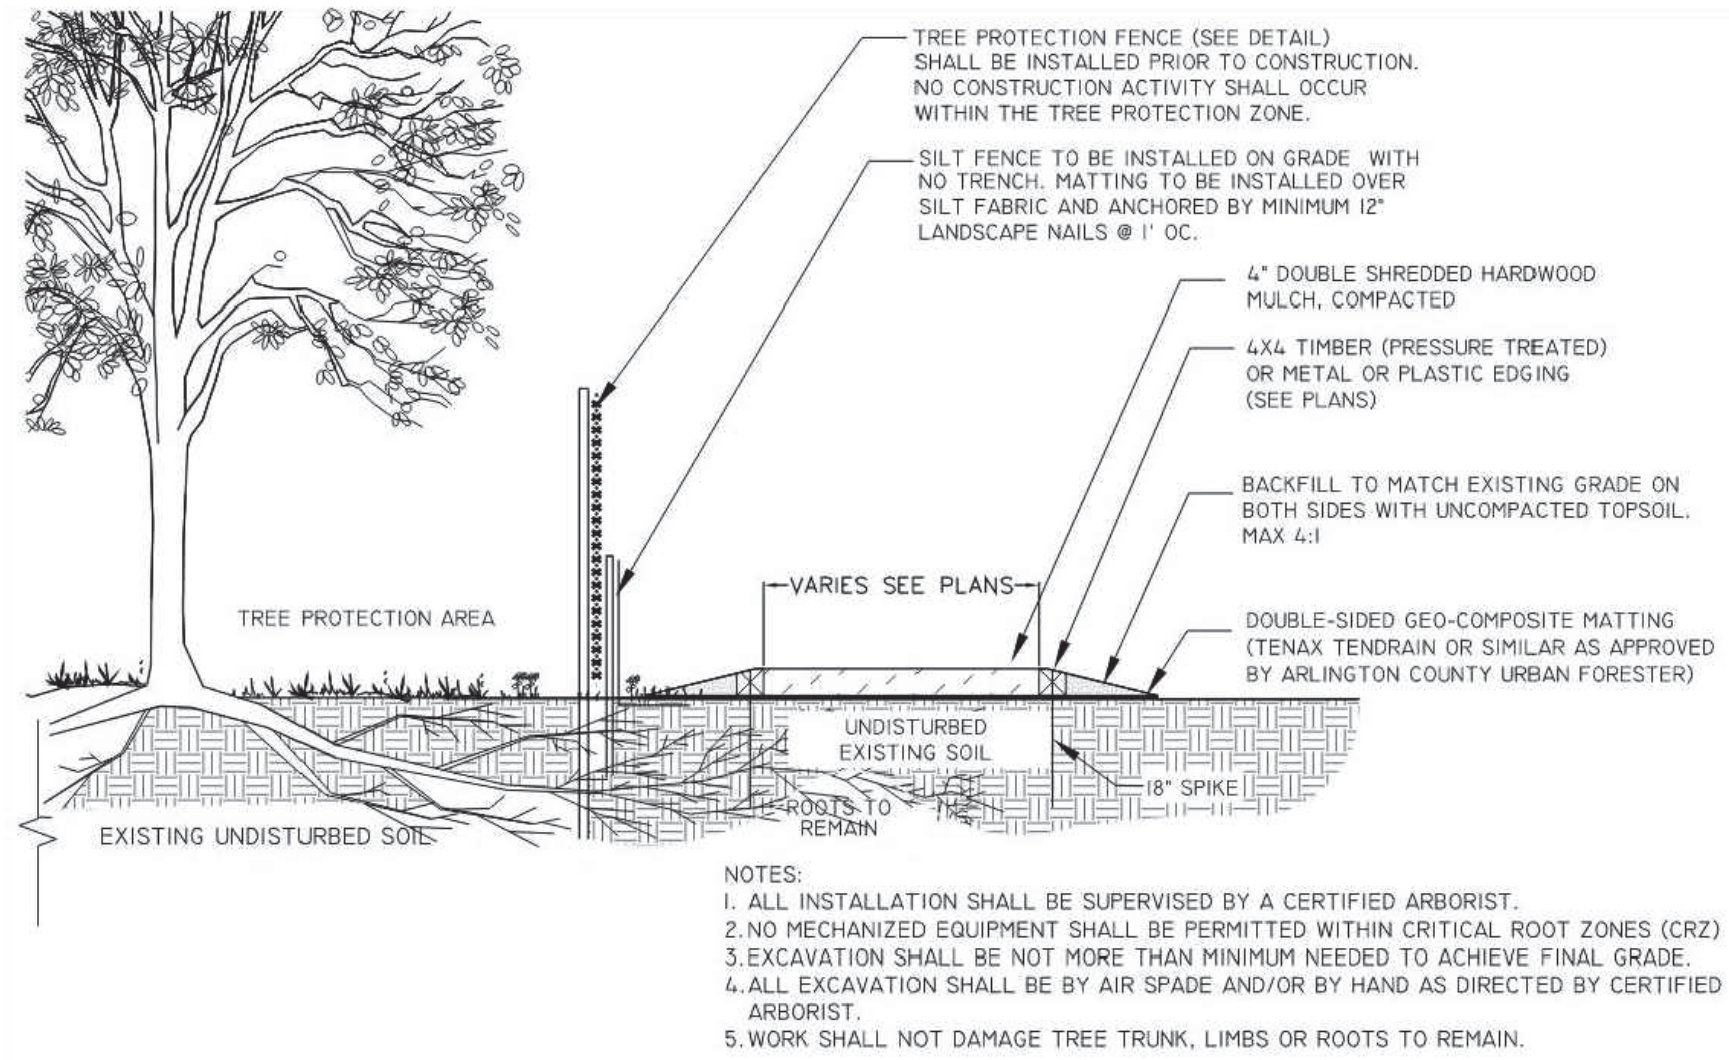 TREE PROTECTION FENCE (SEE DETAIL)
SHALL BE INSTALLED PRIOR TO CONSTRUCTION.
NO CONSTRUCTION ACTIVITY SHALL OCCUR
WITHIN THE TREE PROTECTION ZONE.
SILT FENCE TO BE INSTALLED ON GRADE WITH
NO TRENCH. MATTING TO BE INSTALLED OVER
SILT FABRIC AND ANCHORED BY MINIMUM 12"
LANDSCAPE NAILS @ 1' OC.
4" DOUBLE SHREDDED HARDWOOD
MULCH, COMPACTED
4X4 TIMBER (PRESSURE TREATED)
OR METAL OR PLASTIC EDGING
(SEE PLANS)
BACKFILL TO MATCH EXISTING GRADE ON
BOTH SIDES WITH UNCOMPACTED TOPSOIL.
MAX 4:1
VARIES SEE PLANS
TREE PROTECTION AREA
DOUBLE-SIDED GEO-COMPOSITE MATTING
(TENAX TENDRAIN OR SIMILAR AS APPROVED
BY ARLINGTON COUNTY URBAN FORESTER)
UNDISTURBED
EXISTING SOIL
18" SPIKE
ROOTS TO
REMAIN
EXISTING UNDISTURBED SOIL
NOTES:
1. ALL INSTALLATION SHALL BE SUPERVISED BY A CERTIFIED ARBORIST.
2. NO MECHANIZED EQUIPMENT SHALL BE PERMITTED WITHIN CRITICAL ROOT ZONES (CRZ)
3. EXCAVATION SHALL BE NOT MORE THAN MINIMUM NEEDED TO ACHIEVE FINAL GRADE.
4. ALL EXCAVATION SHALL BE BY AIR SPADE AND/OR BY HAND AS DIRECTED BY CERTIFIED
ARBORIST.
5. WORK SHALL NOT DAMAGE TREE TRUNK, LIMBS OR ROOTS TO REMAIN.